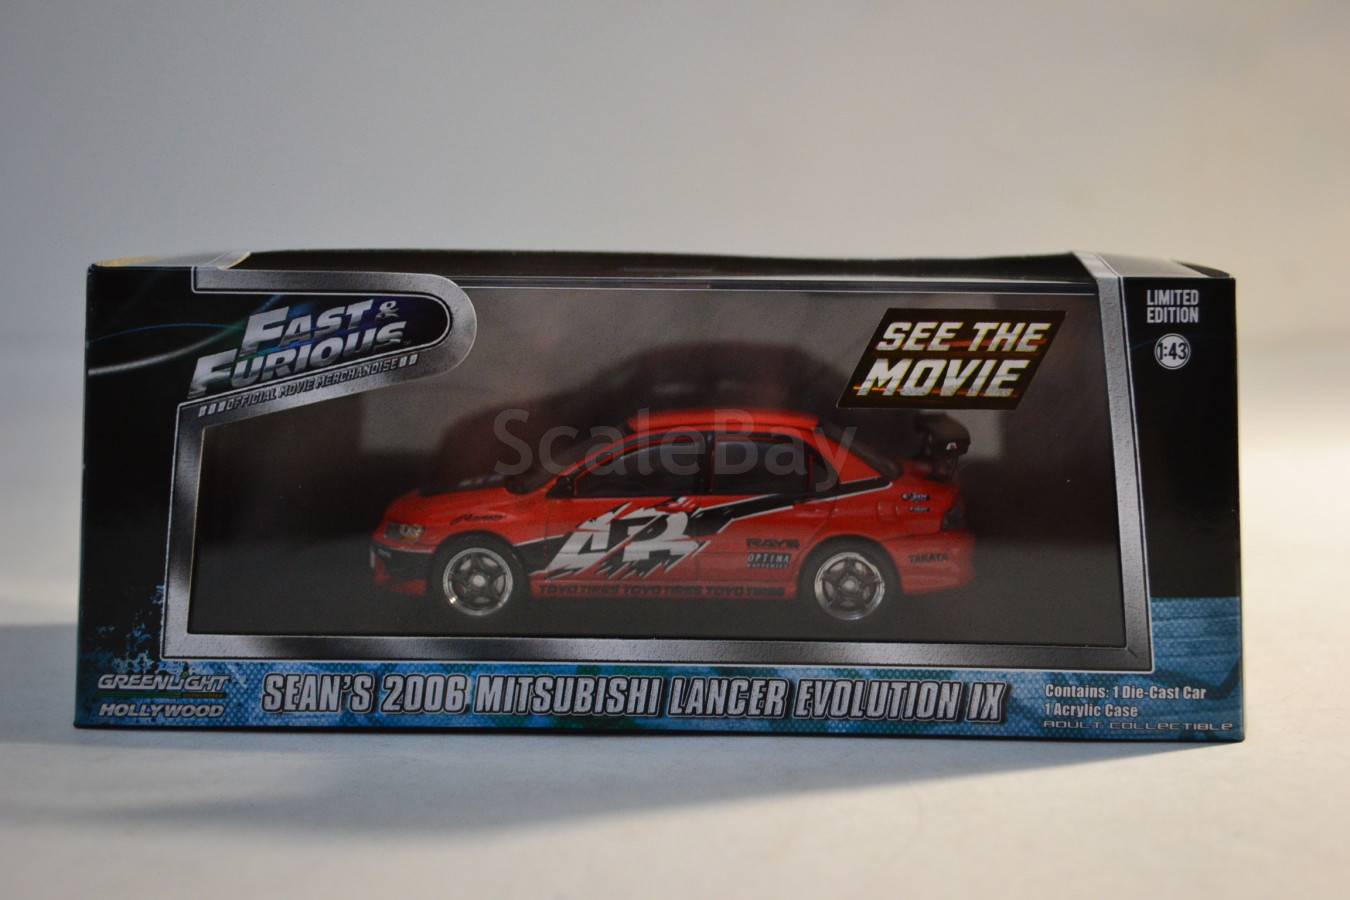 FAST &
FURIOUS
OFFICIAL MOVIE MERCHANDISE
SEE THE
MOVIE
LIMITED
EDITION
1:43
ScaleBay
APR
RAYS
OPTIMA
BATTERIES
TAKATA
TOYO TIRES TOYO TIRES TOYO TIRES
GREENLIGHT
HOLLYWOOD
SEAN'S 2006 MITSUBISHI LANCER EVOLUTION IX
Contains: 1 Die-Cast Car
1 Acrylic Case
ADULT COLLECTIBLE